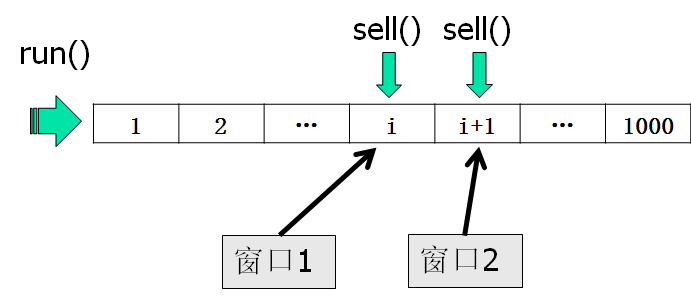 sell() sell()
run()
1 2 … i i+1 … 1000
窗口1 窗口2